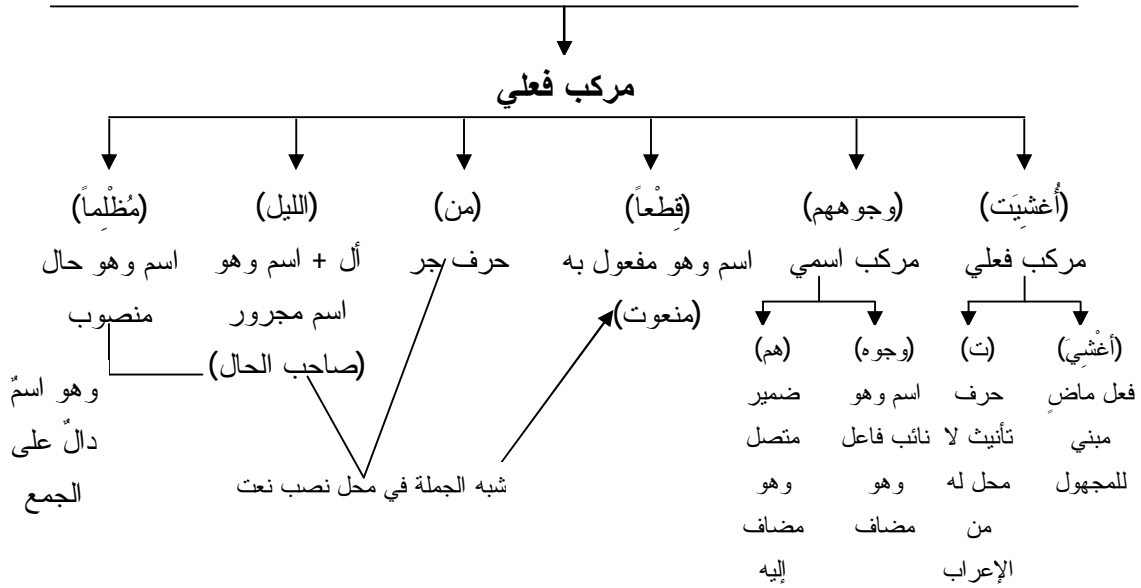 مركب فعلي
(أُغشِيَت)
مركب فعلي
(وجوههم)
مركب اسمي
(قِطْعاً)
اسم وهو مفعول به
(منعوت)
(من)
حرف جر
(الليل)
أل + اسم وهو
اسم مجرور
(صاحب الحال)
(مُظْلِماً)
اسم وهو حال
منصوب
(أغْشِيَ)
فعل ماضٍ
مبني
للمجهول
(ت)
حرف
تأنيث لا
محل له
من
الإعراب
(وجوه)
اسم وهو
نائب فاعل
وهو
مضاف
(هم)
ضمير
متصل
وهو
مضاف
إليه
شبه الجملة في محل نصب نعت
وهو اسمٌ
دالٌ على
الجمع